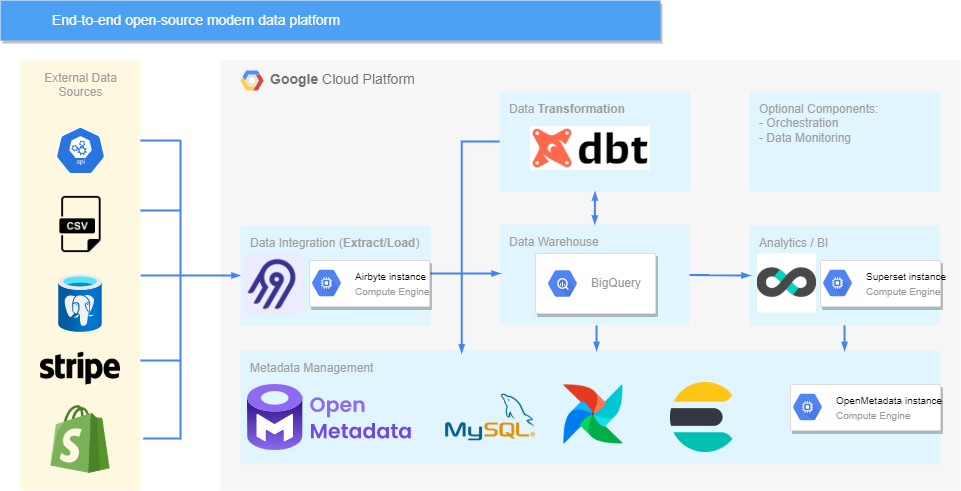 End-to-end open-source modern data platform
External Data
Sources
api
CSV
stripe
S
Google Cloud Platform
Data Transformation
dbt
Optional Components:
- Orchestration
- Data Monitoring
Data Integration (Extract/Load)
Airbyte instance
Compute Engine
Data Warehouse
BigQuery
Analytics / BI
Superset instance
Compute Engine
Metadata Management
Open
Metadata
MySQL
OpenMetadata instance
Compute Engine